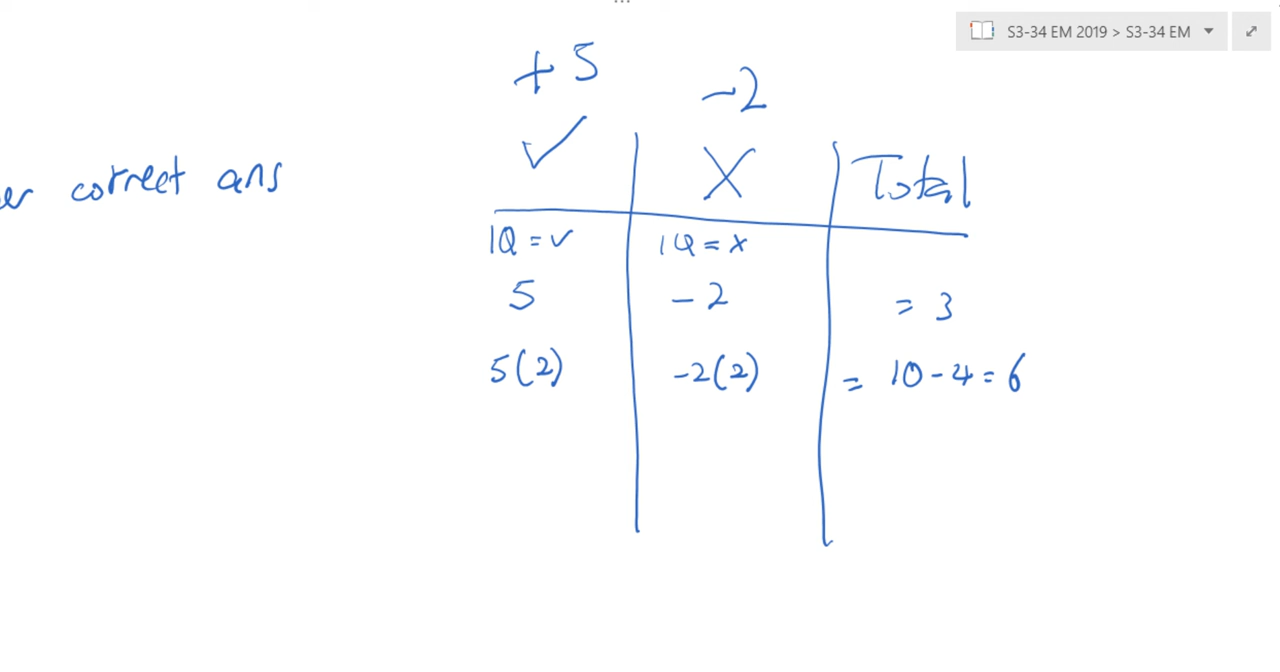 S3-34 EM 2019 > S3-34 EM
+5 -2
✓ X Total
er correct ans
1Q = ✓ 1Q = x
5 -2 = 3
5(2) -2(2) = 10-4=6